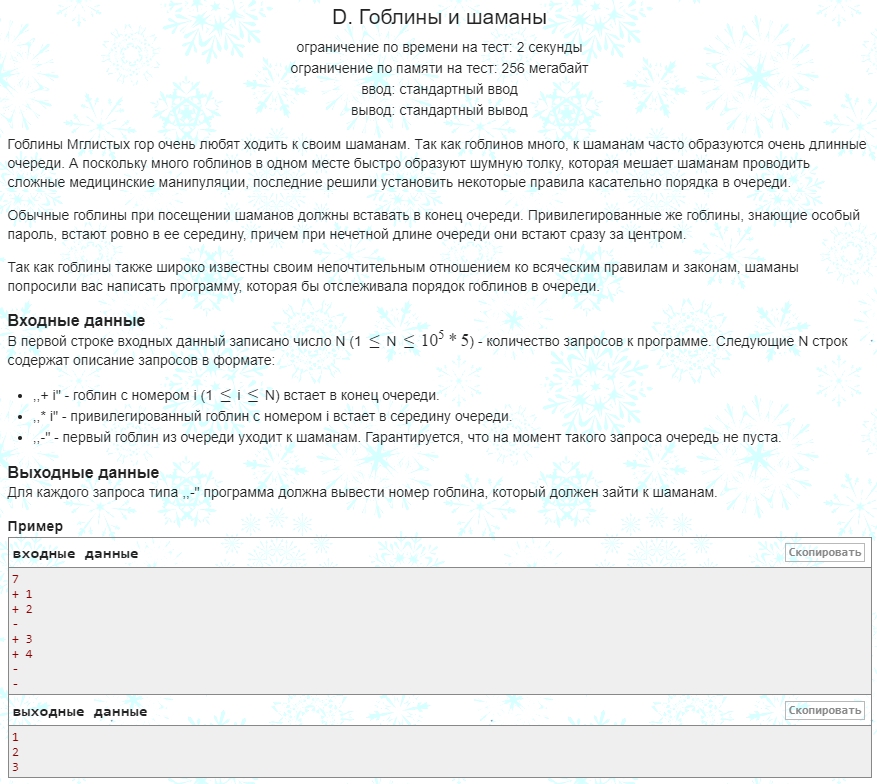 D. Гоблины и шаманы
ограничение по времени на тест: 2 секунды
ограничение по памяти на тест: 256 мегабайт
ввод: стандартный ввод
вывод: стандартный вывод
Гоблины Мглистых гор очень любят ходить к своим шаманам. Так как гоблинов много, к шаманам часто образуются очень длинные
очереди. А поскольку много гоблинов в одном месте быстро образуют шумную толку, которая мешает шаманам проводить
сложные медицинские манипуляции, последние решили установить некоторые правила касательно порядка в очереди.
Обычные гоблины при посещении шаманов должны вставать в конец очереди. Привилегированные же гоблины, знающие особый
пароль, встают ровно в ее середину, причем при нечетной длине очереди они встают сразу за центром.
Так как гоблины также широко известны своим непочтительным отношением ко всяческим правилам и законам, шаманы
попросили вас написать программу, которая бы отслеживала порядок гоблинов в очереди.
Входные данные
В первой строке входных данный записано число N (1 ≤ N ≤ 10⁵ * 5) - количество запросов к программе. Следующие N строк
содержат описание запросов в формате:
• ,,+ i" - гоблин с номером i (1 ≤ i ≤ N) встает в конец очереди.
• ,,* i" - привилегированный гоблин с номером i встает в середину очереди.
• ,,-" - первый гоблин из очереди уходит к шаманам. Гарантируется, что на момент такого запроса очередь не пуста.
Выходные данные
Для каждого запроса типа ,,-" программа должна вывести номер гоблина, который должен зайти к шаманам.
Пример
входные данные Скопировать
7
+ 1
+ 2
-
+ 3
+ 4
-
-
выходные данные Скопировать
1
2
3